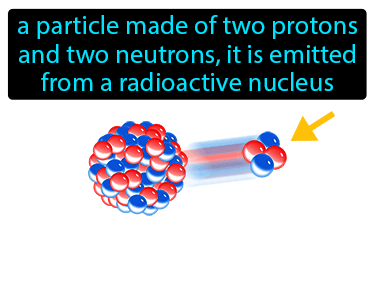 a particle made of two protons
and two neutrons, it is emitted
from a radioactive nucleus